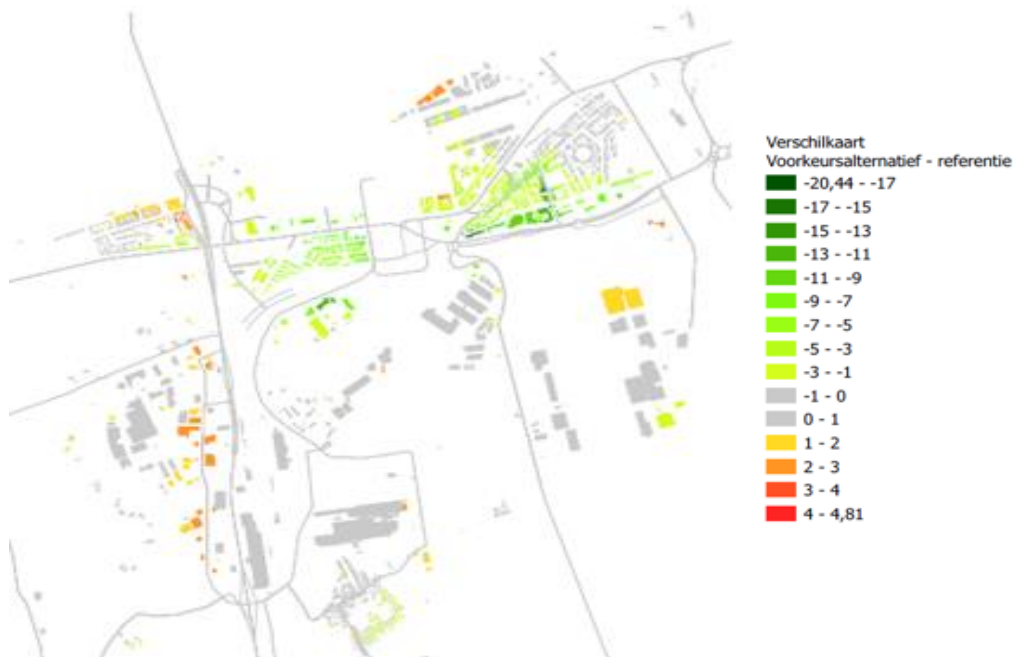 Verschilkaart
Voorkeursalternatief - referentie
-20,44 - -17
-17 - -15
-15 - -13
-13 - -11
-11 - -9
-9 - -7
-7 - -5
-5 - -3
-3 - -1
-1 - 0
0 - 1
1 - 2
2 - 3
3 - 4
4 - 4,81